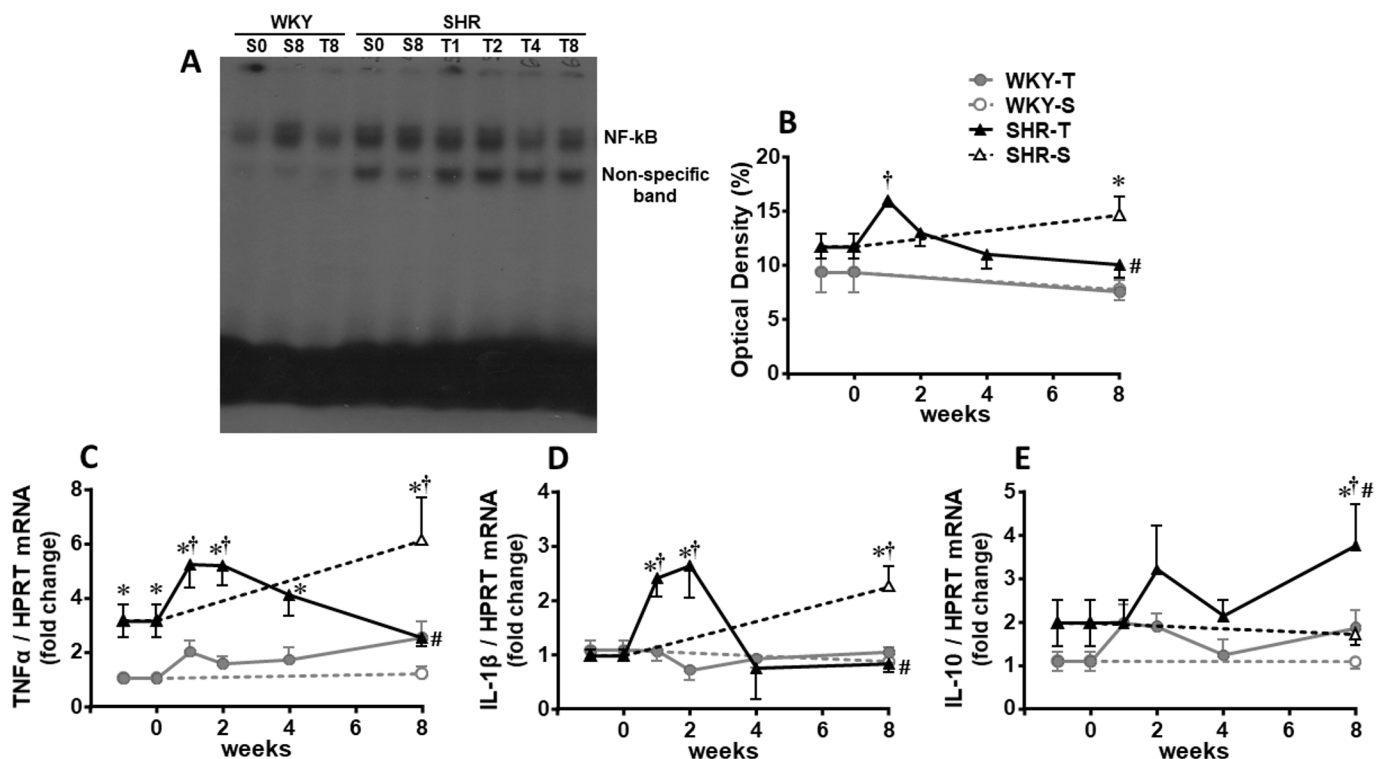 WKY
SHR
S0 S8 T8 S0 S8 T1 T2 T4 T8
A
NF-kB
Non-specific
band
WKY-T
WKY-S
SHR-T
SHR-S
B
Optical Density (%)
20
15
10
5
0
†
*
#
0 2 4 6 8
weeks
C
TNFα / HPRT mRNA
(fold change)
8
6
4
2
0
* * *† *† * *†
#
0 2 4 6 8
weeks
D
IL-1β / HPRT mRNA
(fold change)
4
3
2
1
0
*† *† *†
#
0 2 4 6 8
weeks
E
IL-10 / HPRT mRNA
(fold change)
5
4
3
2
1
0
*† #
0 2 4 6 8
weeks